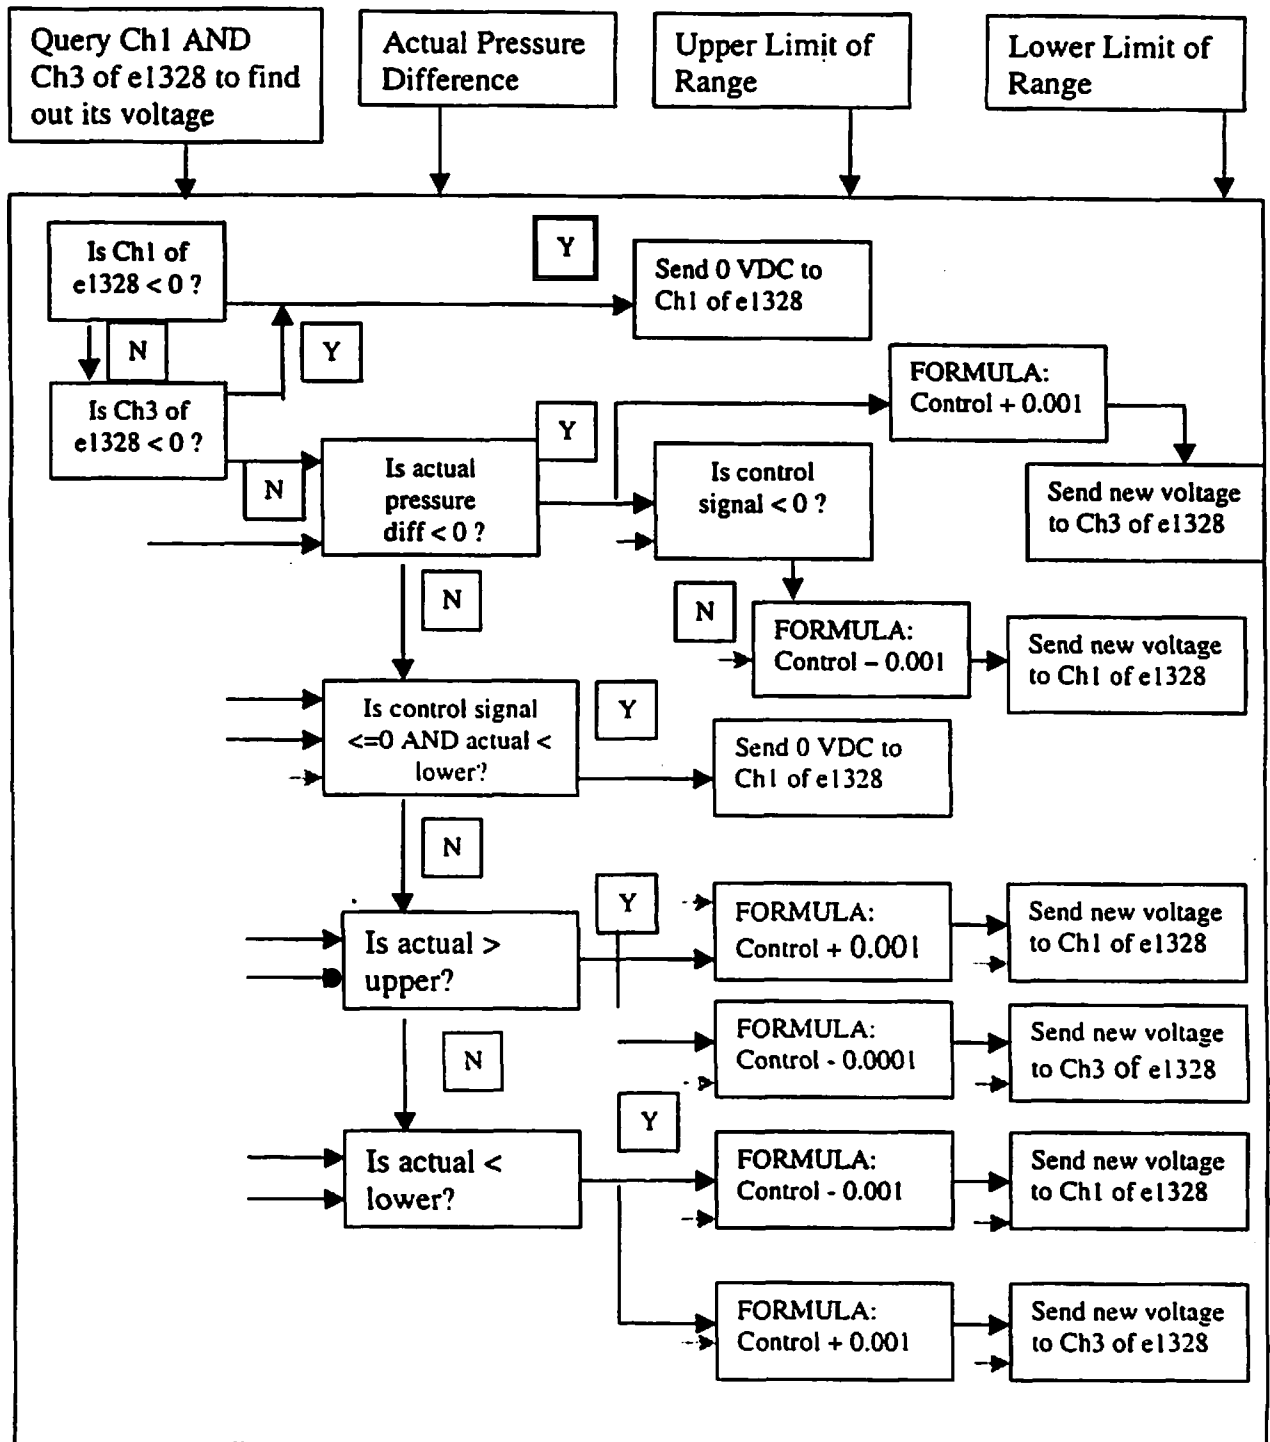 Query Ch1 AND
Ch3 of e1328 to find
out its voltage
Actual Pressure
Difference
Upper Limit of
Range
Lower Limit of
Range
Is Ch1 of
e1328 < 0 ?
Y
Send 0 VDC to
Ch1 of e1328
N
Y
Is Ch3 of
e1328 < 0 ?
FORMULA:
Control + 0.001
Y
N
Is actual
pressure
diff < 0 ?
Is control
signal < 0 ?
Send new voltage
to Ch3 of e1328
N
N
FORMULA:
Control – 0.001
Send new voltage
to Ch1 of e1328
Is control signal
<=0 AND actual <
lower?
Y
Send 0 VDC to
Ch1 of e1328
N
Y
Is actual >
upper?
FORMULA:
Control + 0.001
Send new voltage
to Ch1 of e1328
N
FORMULA:
Control - 0.0001
Send new voltage
to Ch3 of e1328
Y
Is actual <
lower?
FORMULA:
Control - 0.001
Send new voltage
to Ch1 of e1328
FORMULA:
Control + 0.001
Send new voltage
to Ch3 of e1328